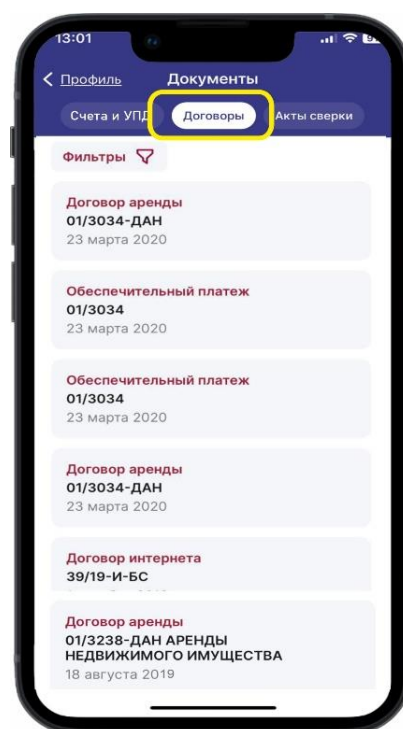 13:01
Профиль
Документы
Счета и УПД
Договоры
Акты сверки
Фильтры
Договор аренды
01/3034-ДАН
23 марта 2020
Обеспечительный платеж
01/3034
23 марта 2020
Обеспечительный платеж
01/3034
23 марта 2020
Договор аренды
01/3034-ДАН
23 марта 2020
Договор интернета
39/19-И-БС
Договор аренды
01/3238-ДАН АРЕНДЫ
НЕДВИЖИМОГО ИМУЩЕСТВА
18 августа 2019